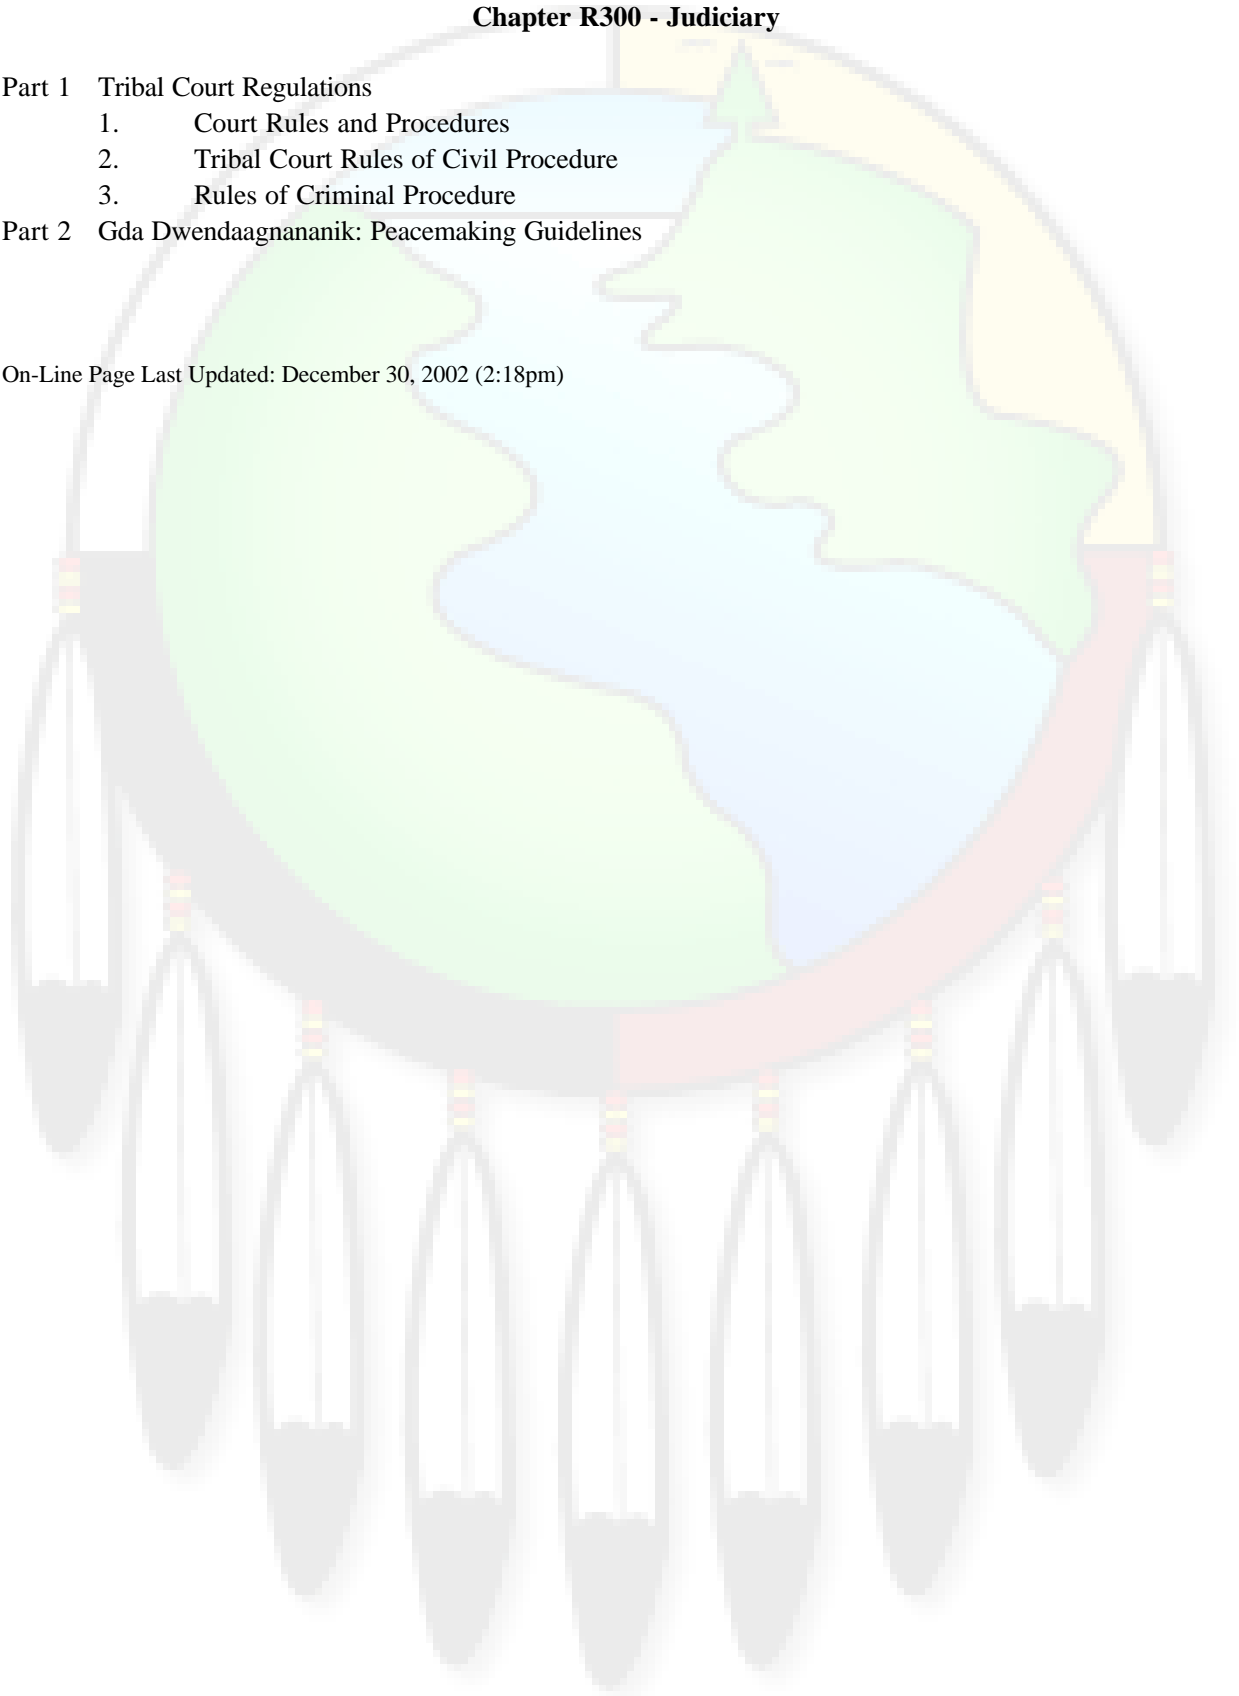 Chapter R300 - Judiciary
Part 1 Tribal Court Regulations
1. Court Rules and Procedures
2. Tribal Court Rules of Civil Procedure
3. Rules of Criminal Procedure
Part 2 Gda Dwendaagnananik: Peacemaking Guidelines
On-Line Page Last Updated: December 30, 2002 (2:18pm)